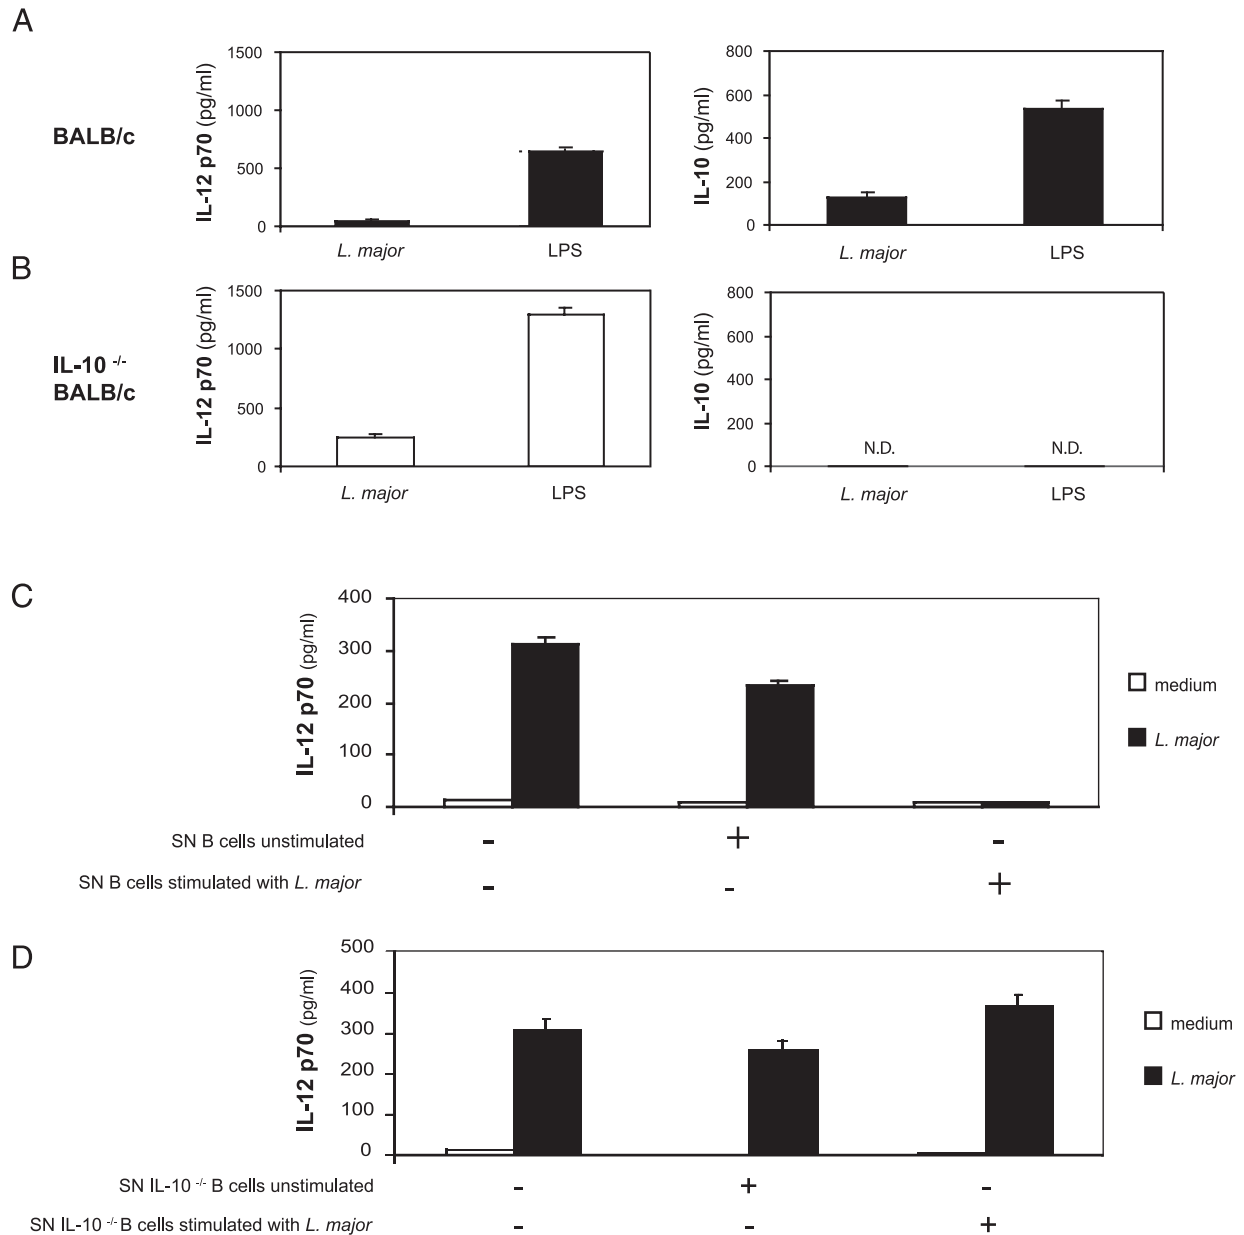 A
BALB/c
IL-12 p70 (pg/ml)
1500
1000
500
0
L. major LPS
IL-10 (pg/ml)
800
600
400
200
0
L. major LPS
B
IL-10 -/-
BALB/c
IL-12 p70 (pg/ml)
1500
1000
500
0
L. major LPS
IL-10 (pg/ml)
800
600
400
200
0
N.D. N.D.
L. major LPS
C
IL-12 p70 (pg/ml)
400
300
200
100
0
medium
L. major
SN B cells unstimulated - + -
SN B cells stimulated with L. major - - +
D
IL-12 p70 (pg/ml)
500
400
300
200
100
0
medium
L. major
SN IL-10 -/- B cells unstimulated - + -
SN IL-10 -/- B cells stimulated with L. major - - +